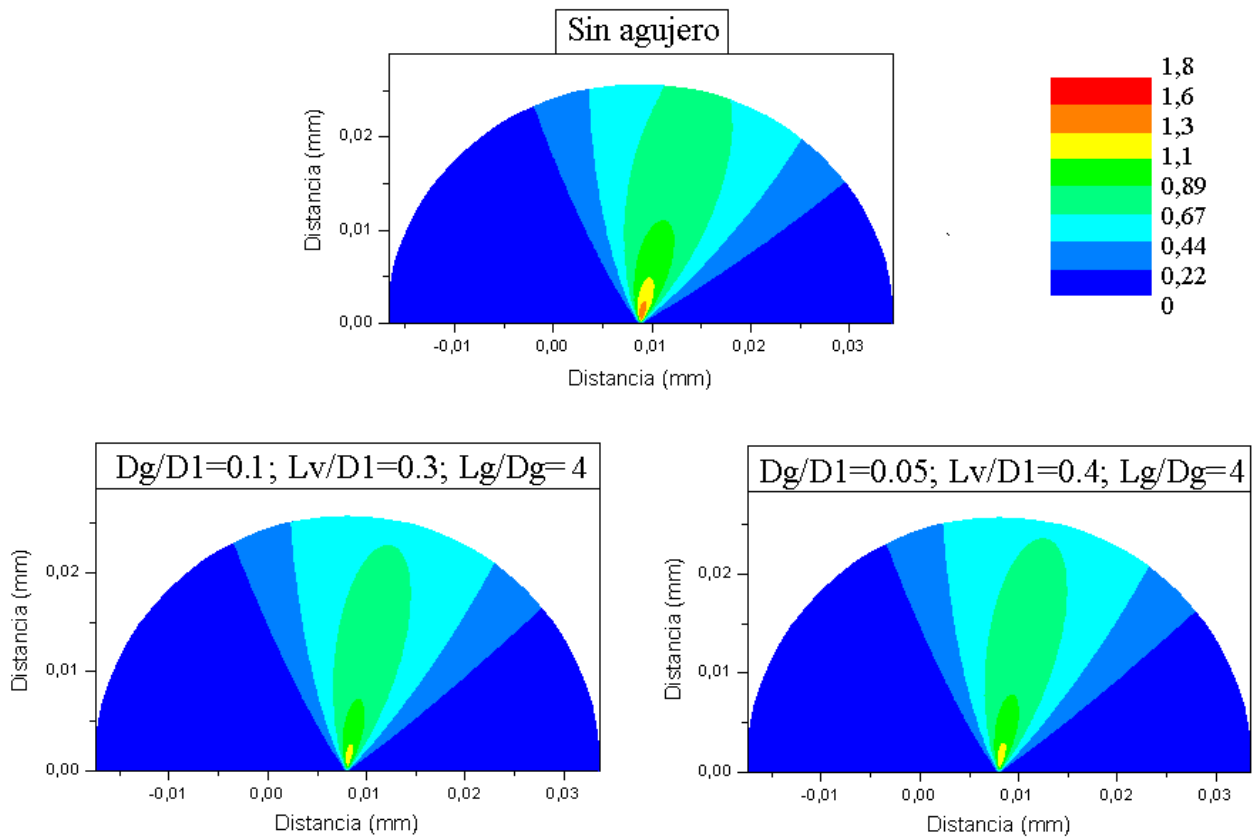 Sin agujero
1,8
1,6
1,3
1,1
0,89
0,67
0,44
0,22
0
Distancia (mm)
0,02
0,01
0,00
-0,01 0,00 0,01 0,02 0,03
Distancia (mm)
Dg/D1=0.1; Lv/D1=0.3; Lg/Dg=4
Distancia (mm)
0,02
0,01
0,00
-0,01 0,00 0,01 0,02 0,03
Distancia (mm)
Dg/D1=0.05; Lv/D1=0.4; Lg/Dg=4
Distancia (mm)
0,02
0,01
0,00
-0,01 0,00 0,01 0,02 0,03
Distancia (mm)